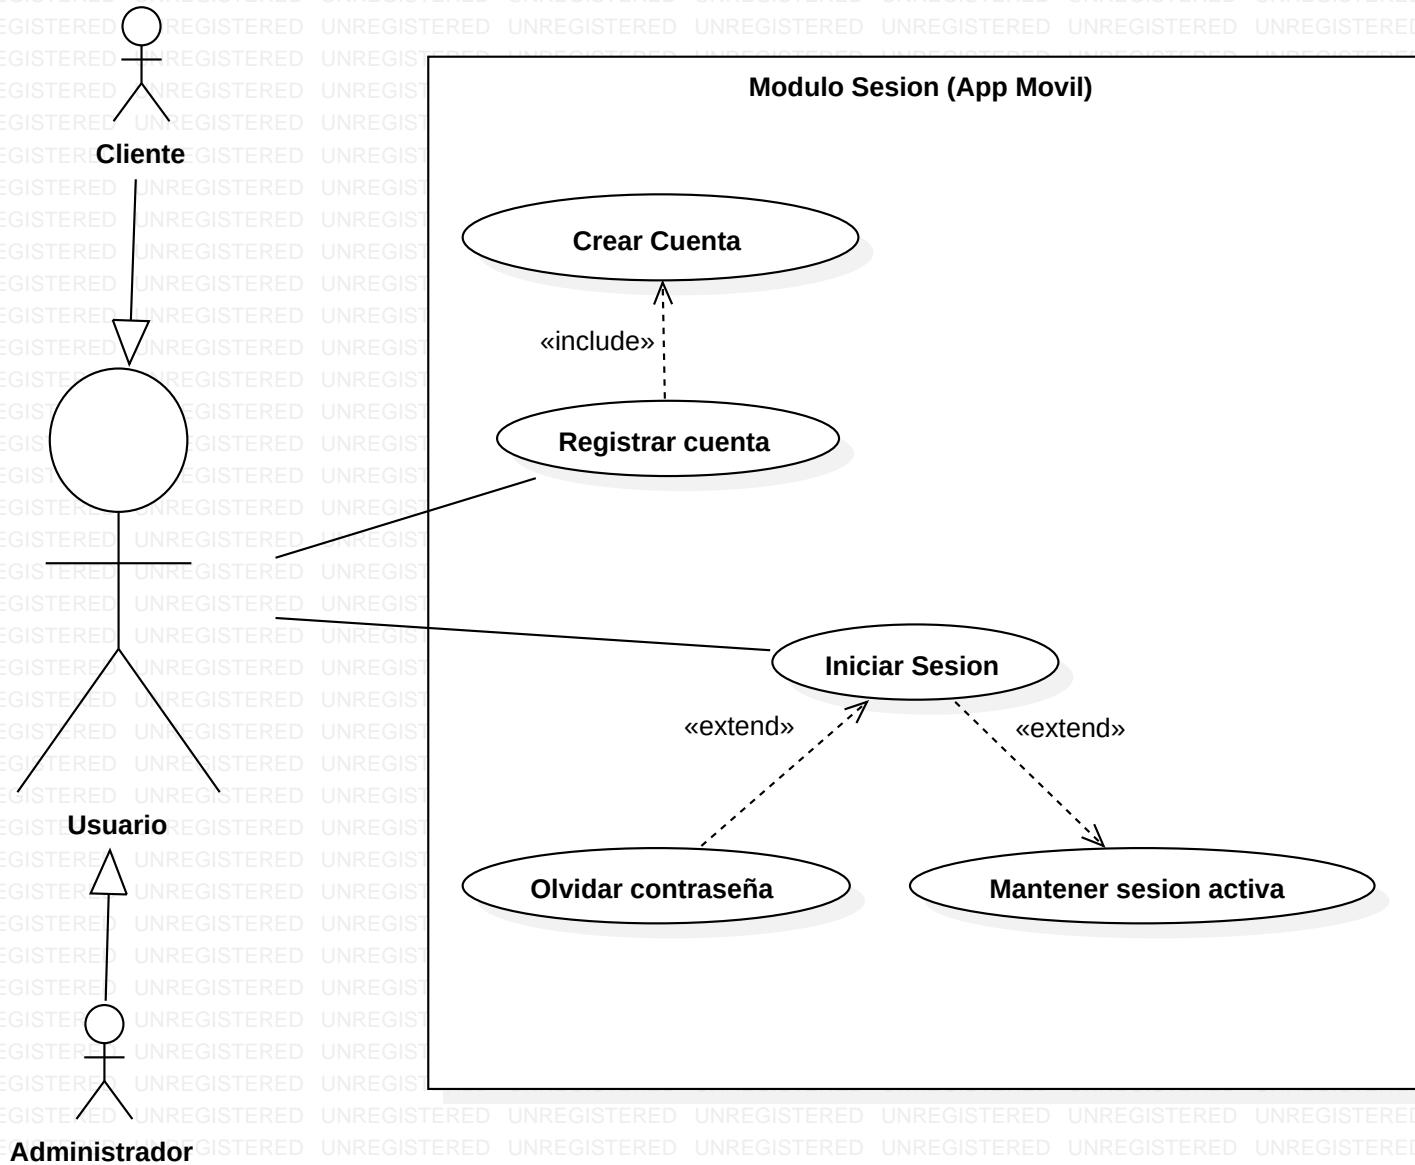 Cliente
Modulo Sesion (App Movil)
Crear Cuenta
«include»
Registrar cuenta
Iniciar Sesion
«extend»
«extend»
Usuario
Olvidar contraseña
Mantener sesion activa
Administrador
UNREGISTERED